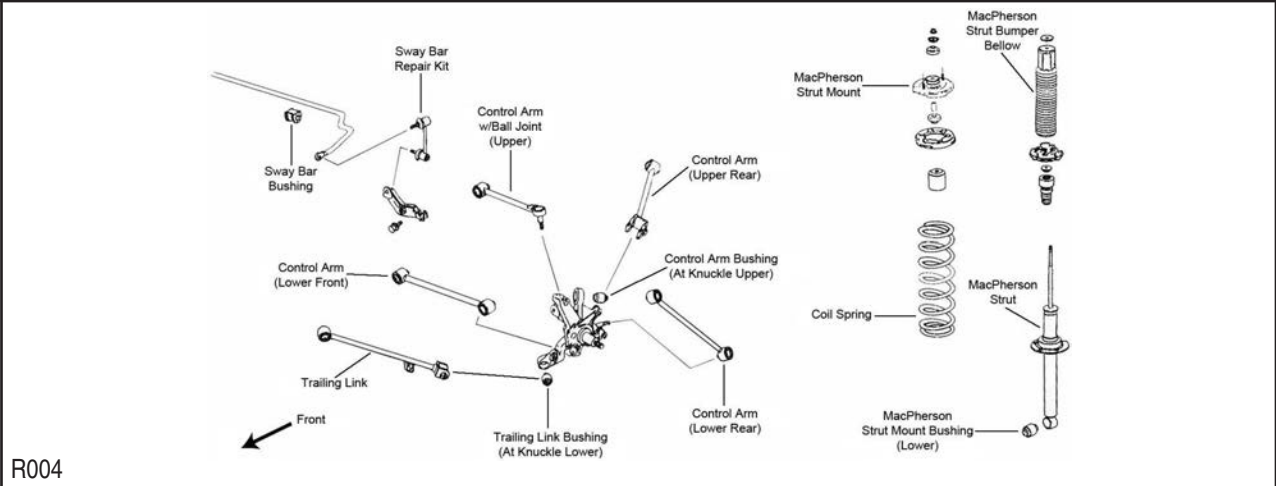 Sway Bar
Repair Kit
Sway Bar
Bushing
Control Arm
w/Ball Joint
(Upper)
Control Arm
(Upper Rear)
Control Arm Bushing
(At Knuckle Upper)
Control Arm
(Lower Front)
Trailing Link
Front
Trailing Link Bushing
(At Knuckle Lower)
Control Arm
(Lower Rear)
MacPherson
Strut Mount
MacPherson
Strut Bumper
Bellow
Coil Spring
MacPherson
Strut
MacPherson
Strut Mount Bushing
(Lower)
R004